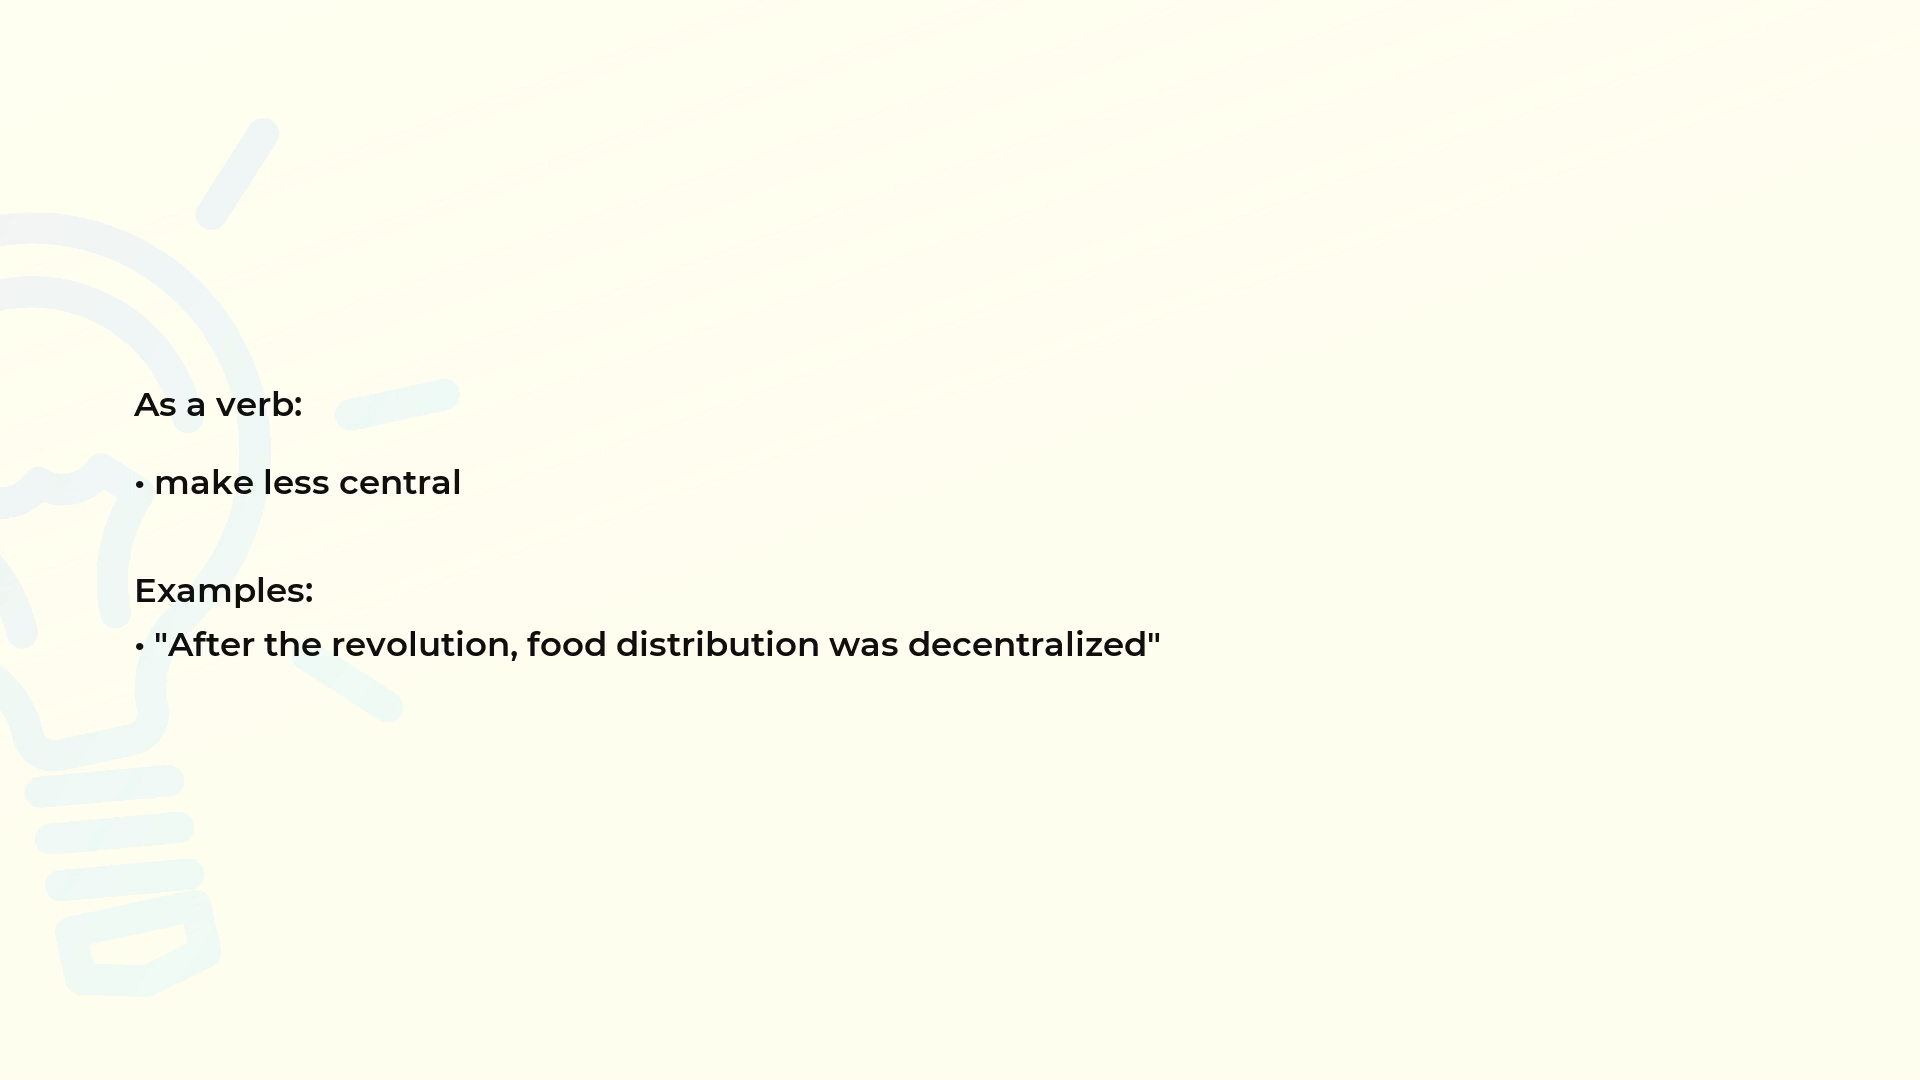 As a verb:
• make less central
Examples:
• "After the revolution, food distribution was decentralized"